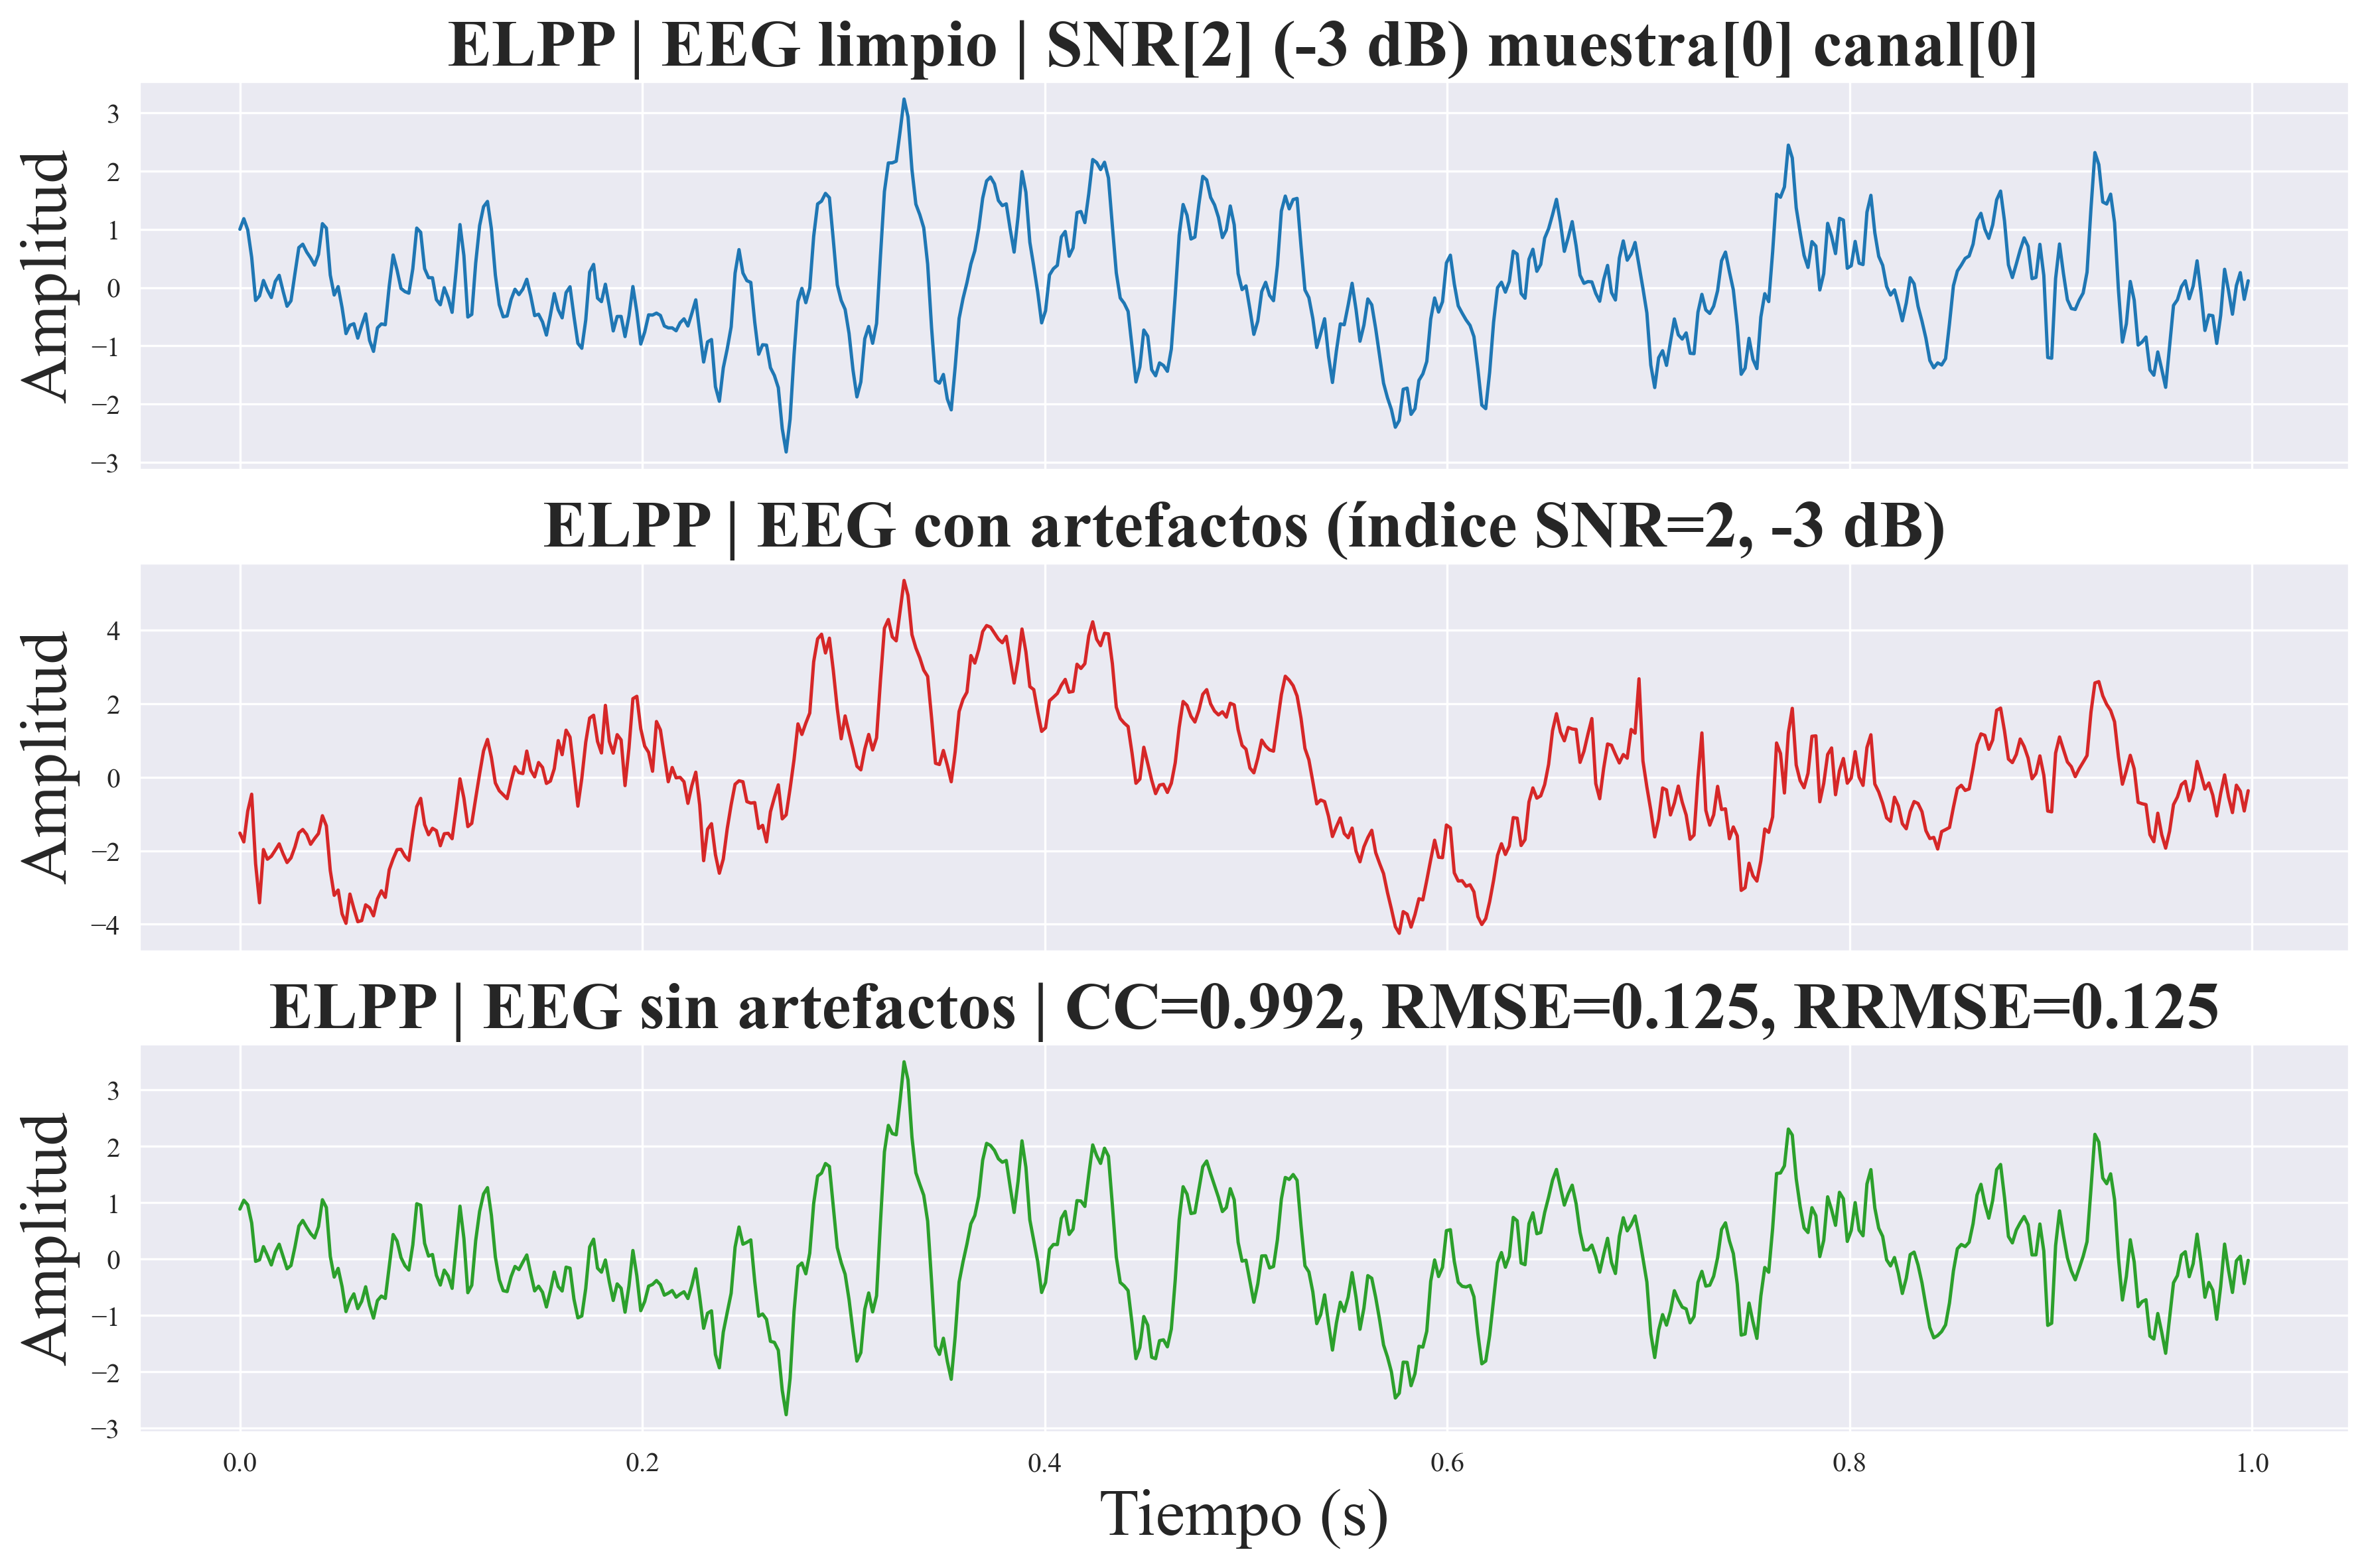 ELPP | EEG limpio | SNR[2] (-3 dB) muestra[0] canal[0]
Amplitud
3
2
1
0
−1
−2
−3
ELPP | EEG con artefactos (índice SNR=2, -3 dB)
Amplitud
4
2
0
−2
−4
ELPP | EEG sin artefactos | CC=0.992, RMSE=0.125, RRMSE=0.125
Amplitud
3
2
1
0
−1
−2
−3
0.0 0.2 0.4 0.6 0.8 1.0
Tiempo (s)